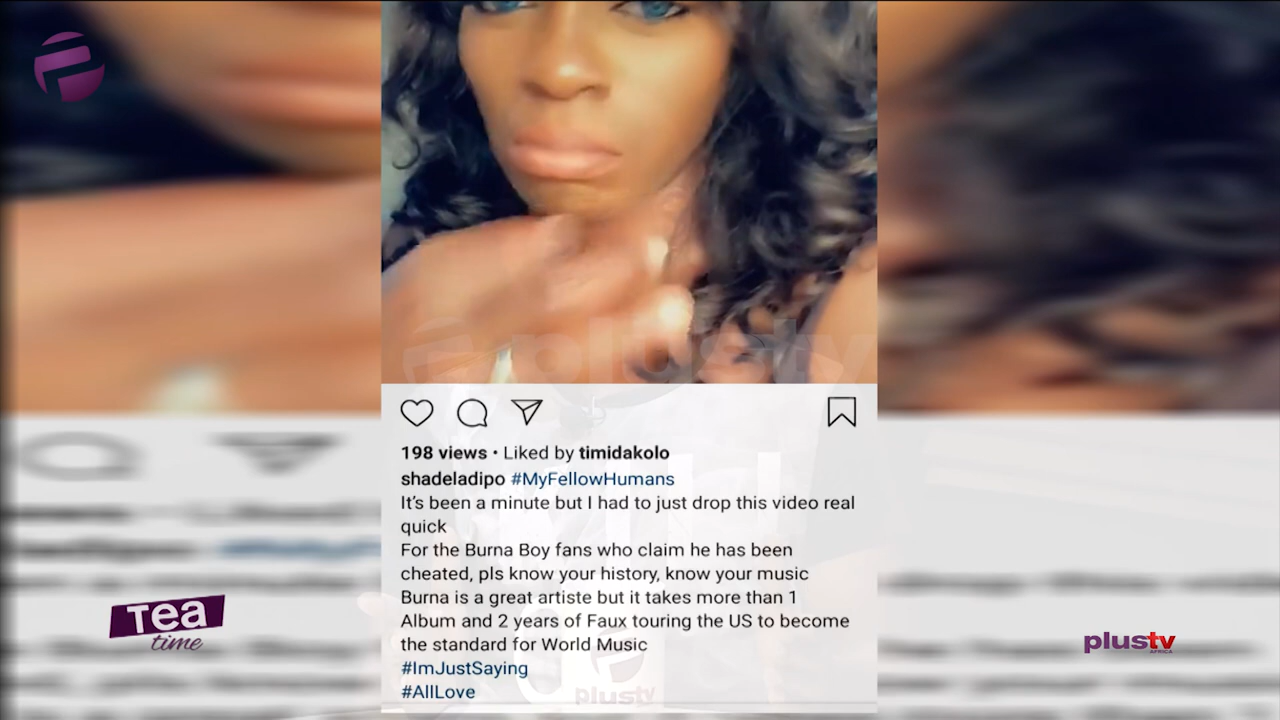 plustv
198 views • Liked by timidakolo
shadeladipo #MyFellowHumans
It’s been a minute but I had to just drop this video real
quick
For the Burna Boy fans who claim he has been
cheated, pls know your history, know your music
Burna is a great artiste but it takes more than 1
Album and 2 years of Faux touring the US to become
the standard for World Music
#ImJustSaying
#AllLove
Tea
time
plustv
AFRICA
plustv